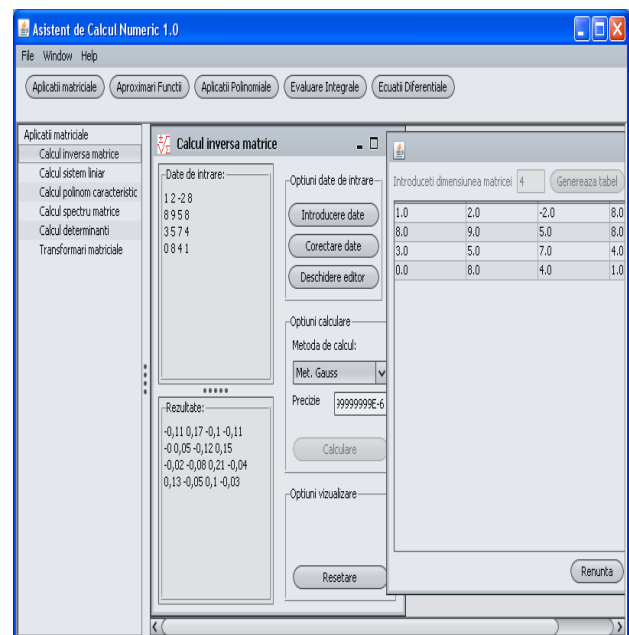 Asistent de Calcul Numeric 1.0
File Window Help
Aplicatii matriciale Aproximari Functii Aplicatii Polinomiale Evaluare Integrale Ecuatii Diferentiale
Aplicatii matriciale
Calcul inversa matrice
Calcul sistem liniar
Calcul polinom caracteristic
Calcul spectru matrice
Calcul determinanti
Transformari matriciale
Calcul inversa matrice
Date de intrare:
1 2 -2 8
8 9 5 8
3 5 7 4
0 8 4 1
Rezultate:
-0,11 0,17 -0,1 -0,11
-0 0,05 -0,12 0,15
-0,02 -0,08 0,21 -0,04
0,13 -0,05 0,1 -0,03
Optiuni date de intrare
Introducere date
Corectare date
Deschidere editor
Optiuni calculare
Metoda de calcul:
Met. Gauss
Precizie 99999999E-6
Calculare
Optiuni vizualizare
Resetare
Introduceti dimensiunea matricei 4 Genereaza tabel
1.0 2.0 -2.0 8.0
8.0 9.0 5.0 8.0
3.0 5.0 7.0 4.0
0.0 8.0 4.0 1.0
Renunta